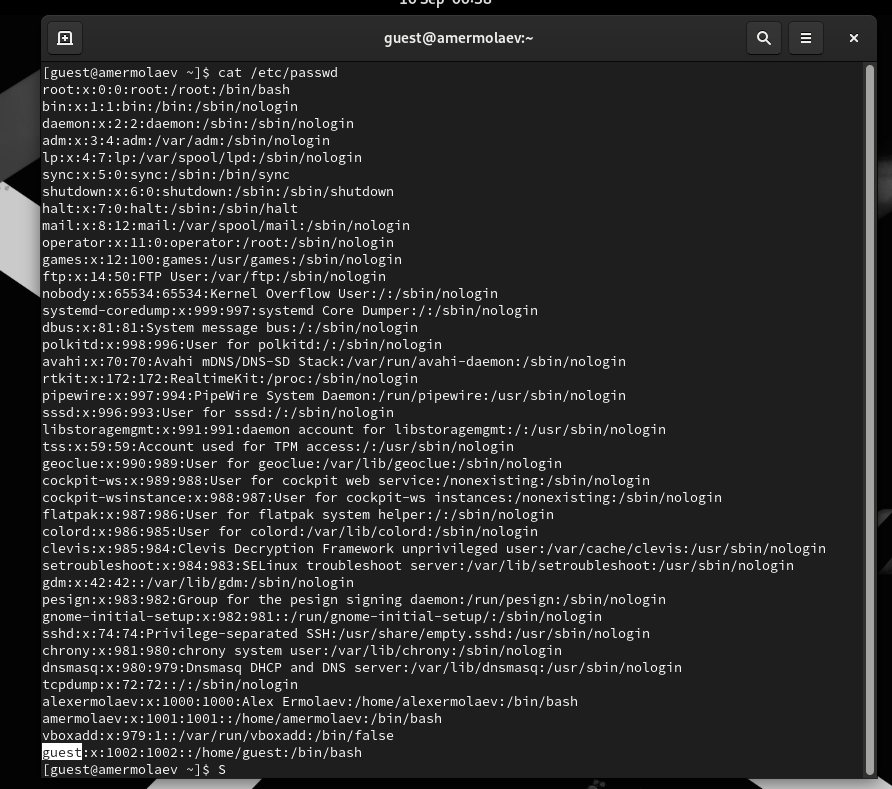 16 Sep 00:58
guest@amermolaev:~
[guest@amermolaev ~]$ cat /etc/passwd
root:x:0:0:root:/root:/bin/bash
bin:x:1:1:bin:/bin:/sbin/nologin
daemon:x:2:2:daemon:/sbin:/sbin/nologin
adm:x:3:4:adm:/var/adm:/sbin/nologin
lp:x:4:7:lp:/var/spool/lpd:/sbin/nologin
sync:x:5:0:sync:/sbin:/bin/sync
shutdown:x:6:0:shutdown:/sbin:/sbin/shutdown
halt:x:7:0:halt:/sbin:/sbin/halt
mail:x:8:12:mail:/var/spool/mail:/sbin/nologin
operator:x:11:0:operator:/root:/sbin/nologin
games:x:12:100:games:/usr/games:/sbin/nologin
ftp:x:14:50:FTP User:/var/ftp:/sbin/nologin
nobody:x:65534:65534:Kernel Overflow User:/:/sbin/nologin
systemd-coredump:x:999:997:systemd Core Dumper:/:/sbin/nologin
dbus:x:81:81:System message bus:/:/sbin/nologin
polkitd:x:998:996:User for polkitd:/:/sbin/nologin
avahi:x:70:70:Avahi mDNS/DNS-SD Stack:/var/run/avahi-daemon:/sbin/nologin
rtkit:x:172:172:RealtimeKit:/proc:/sbin/nologin
pipewire:x:997:994:PipeWire System Daemon:/run/pipewire:/usr/sbin/nologin
sssd:x:996:993:User for sssd:/:/sbin/nologin
libstoragemgmt:x:991:991:daemon account for libstoragemgmt:/:/usr/sbin/nologin
tss:x:59:59:Account used for TPM access:/:/usr/sbin/nologin
geoclue:x:990:989:User for geoclue:/var/lib/geoclue:/sbin/nologin
cockpit-ws:x:989:988:User for cockpit web service:/nonexisting:/sbin/nologin
cockpit-wsinstance:x:988:987:User for cockpit-ws instances:/nonexisting:/sbin/nologin
flatpak:x:987:986:User for flatpak system helper:/:/sbin/nologin
colord:x:986:985:User for colord:/var/lib/colord:/sbin/nologin
clevis:x:985:984:Clevis Decryption Framework unprivileged user:/var/cache/clevis:/usr/sbin/nologin
setroubleshoot:x:984:983:SELinux troubleshoot server:/var/lib/setroubleshoot:/usr/sbin/nologin
gdm:x:42:42::/var/lib/gdm:/sbin/nologin
pesign:x:983:982:Group for the pesign signing daemon:/run/pesign:/sbin/nologin
gnome-initial-setup:x:982:981::/run/gnome-initial-setup/:/sbin/nologin
sshd:x:74:74:Privilege-separated SSH:/usr/share/empty.sshd:/usr/sbin/nologin
chrony:x:981:980:chrony system user:/var/lib/chrony:/sbin/nologin
dnsmasq:x:980:979:Dnsmasq DHCP and DNS server:/var/lib/dnsmasq:/usr/sbin/nologin
tcpdump:x:72:72::/:/sbin/nologin
alexermolaev:x:1000:1000:Alex Ermolaev:/home/alexermolaev:/bin/bash
amermolaev:x:1001:1001::/home/amermolaev:/bin/bash
vboxadd:x:979:1::/var/run/vboxadd:/bin/false
guest:x:1002:1002::/home/guest:/bin/bash
[guest@amermolaev ~]$ S